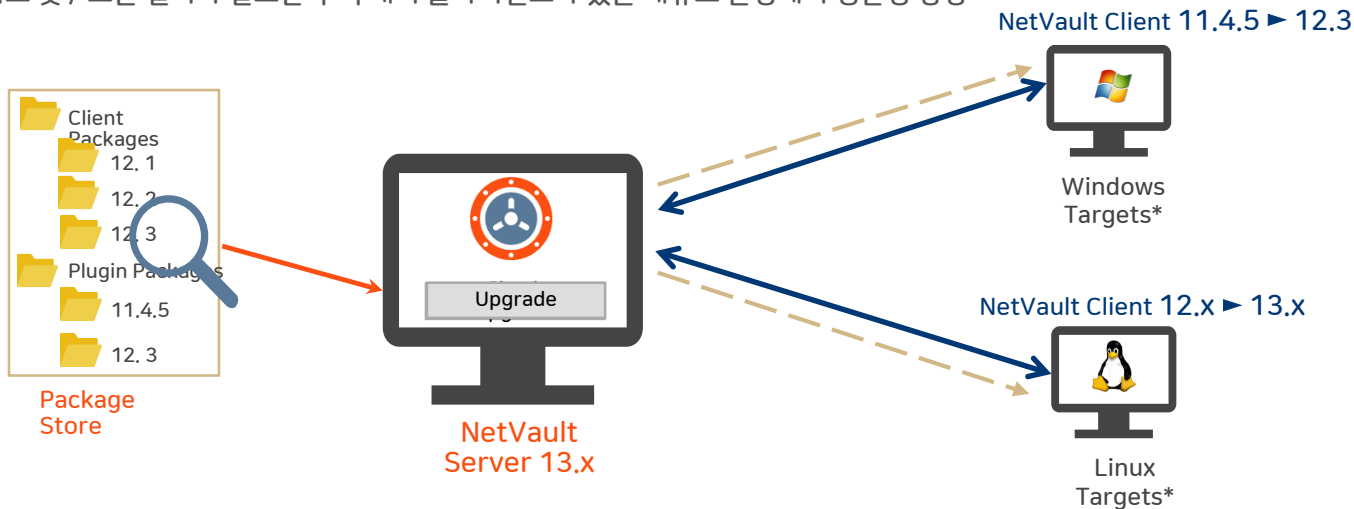 NetVault Client 11.4.5 ► 12.3
Client
Packages
12. 1
12. 2
12. 3
Plugin Packages
11.4.5
12. 3
Package
Store
Upgrade
NetVault
Server 13.x
Windows
Targets*
NetVault Client 12.x ► 13.x
Linux
Targets*